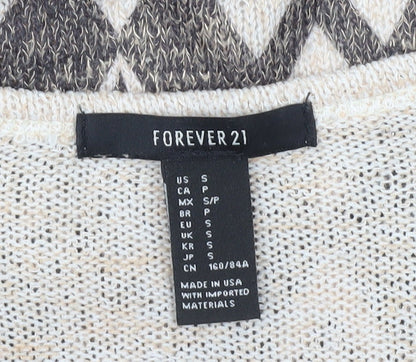 FOREVER 21
US S
CA P
MX S/P
BR P
EU S
UK S
KR S
JP S
CN 160/84A
MADE IN USA
WITH IMPORTED
MATERIALS